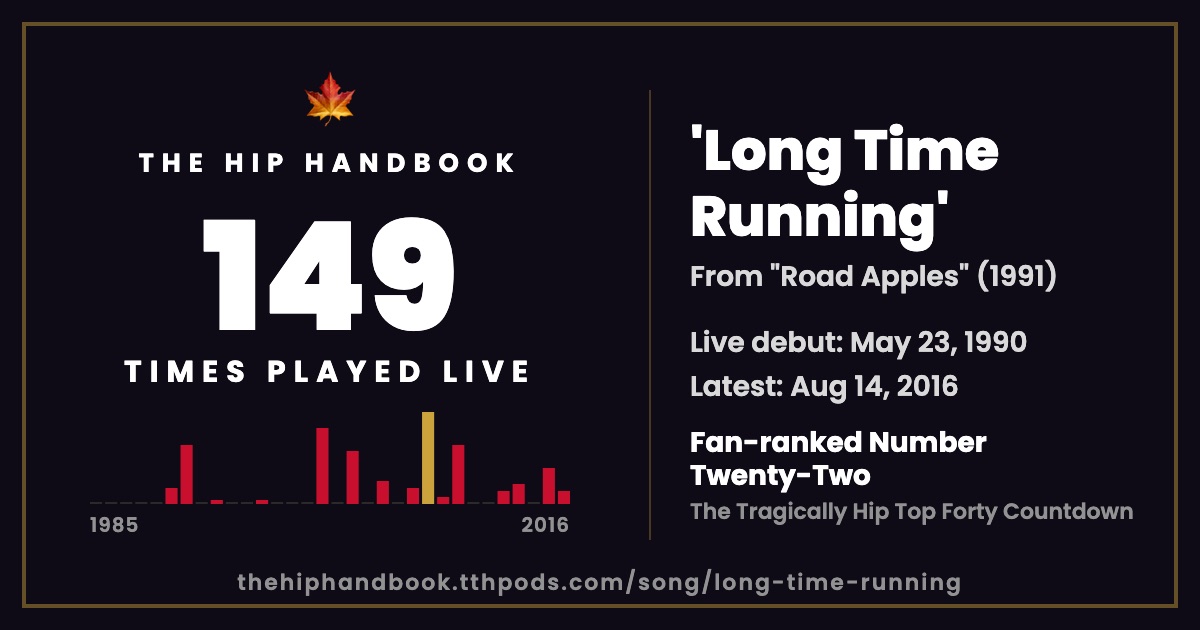 THE HIP HANDBOOK
149
TIMES PLAYED LIVE
1985
2016
'Long Time
Running'
From "Road Apples" (1991)
Live debut: May 23, 1990
Latest: Aug 14, 2016
Fan-ranked Number
Twenty-Two
The Tragically Hip Top Forty Countdown
thehiphandbook.tthpods.com/song/long-time-running